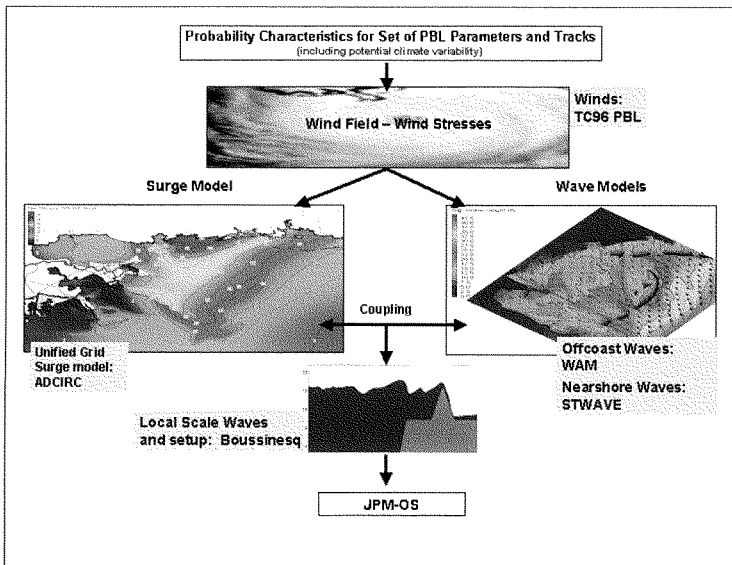 Probability Characteristics for Set of PBL Parameters and Tracks
(including potential climate variability)
Wind Field – Wind Stresses
Winds:
TC96 PBL
Surge Model
Wave Models
Coupling
Unified Grid
Surge model:
ADCIRC
Offcoast Waves:
WAM
Nearshore Waves:
STWAVE
Local Scale Waves
and setup: Boussinesq
JPM-OS